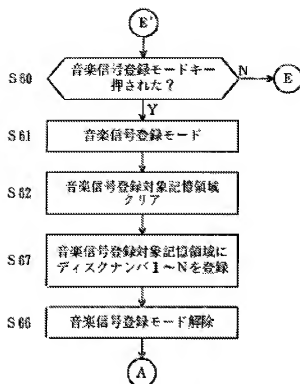 E'
S60
音楽信号登録モードキー
押された?
N
E
Y
S61
音楽信号登録モード
S62
音楽信号登録対象記憶領域
クリア
S67
音楽信号登録対象記憶領域に
ディスクナンバ1~Nを登録
S66
音楽信号登録モード解除
A